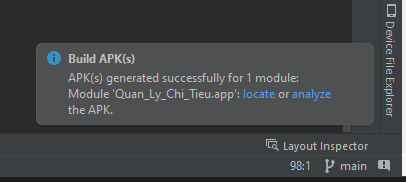 Build APK(s)
APK(s) generated successfully for 1 module:
Module 'Quan_Ly_Chi_Tieu.app': locate or analyze
the APK.
Device File Explorer
Layout Inspector
98:1 main